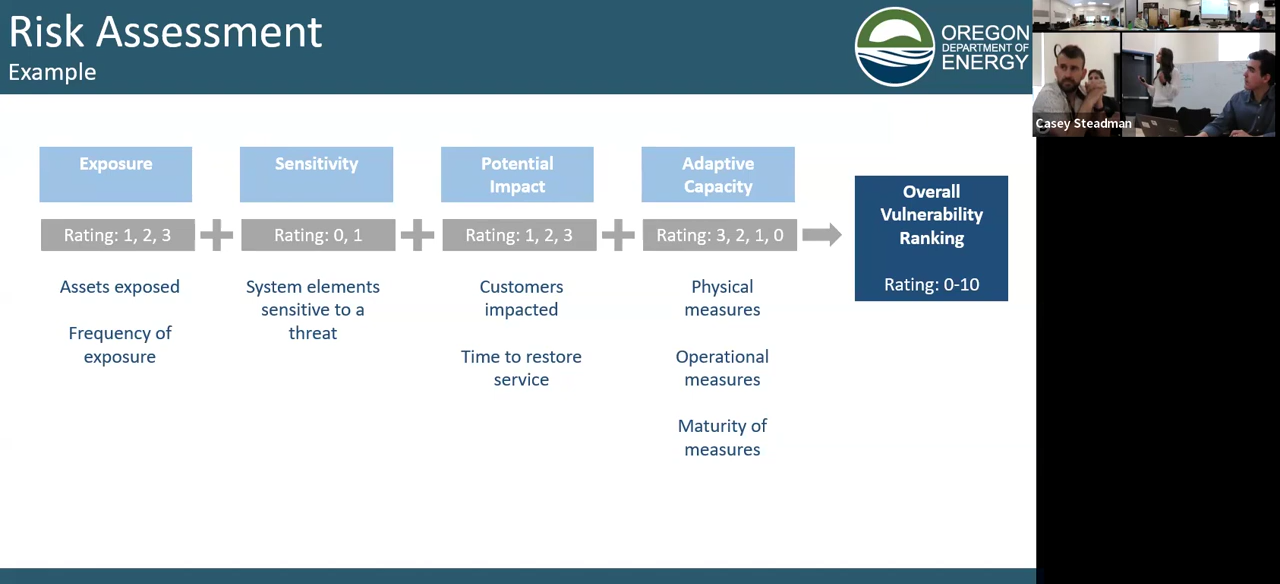 Risk Assessment
Example
OREGON
DEPARTMENT OF
ENERGY
Casey Steadman
Exposure
Rating: 1, 2, 3
Assets exposed
Frequency of
exposure
Sensitivity
Rating: 0, 1
System elements
sensitive to a
threat
Potential
Impact
Rating: 1, 2, 3
Customers
impacted
Time to restore
service
Adaptive
Capacity
Rating: 3, 2, 1, 0
Physical
measures
Operational
measures
Maturity of
measures
Overall
Vulnerability
Ranking
Rating: 0-10